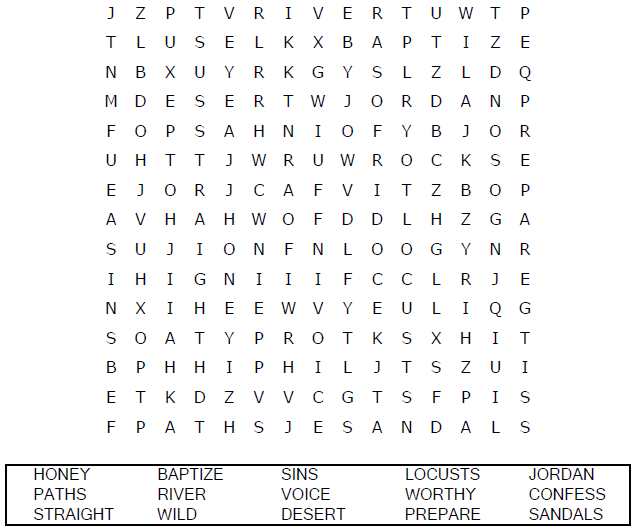 J Z P T V R I V E R T U W T P
T L U S E L K X B A P T I Z E
N B X U Y R K G Y S L Z L D Q
M D E S E R T W J O R D A N P
F O P S A H N I O F Y B J O R
U H T T J W R U W R O C K S E
E J O R J C A F V I T Z B O P
A V H A H W O F D D L H Z G A
S U J I O N F N L O O G Y N R
I H I G N I I I F C C L R J E
N X I H E E W V Y E U L I Q G
S O A T Y P R O T K S X H I T
B P H H I P H I L J T S Z U I
E T K D Z V V C G T S F P I S
F P A T H S J E S A N D A L S
HONEY BAPTIZE SINS LOCUSTS JORDAN
PATHS RIVER VOICE WORTHY CONFESS
STRAIGHT WILD DESERT PREPARE SANDALS